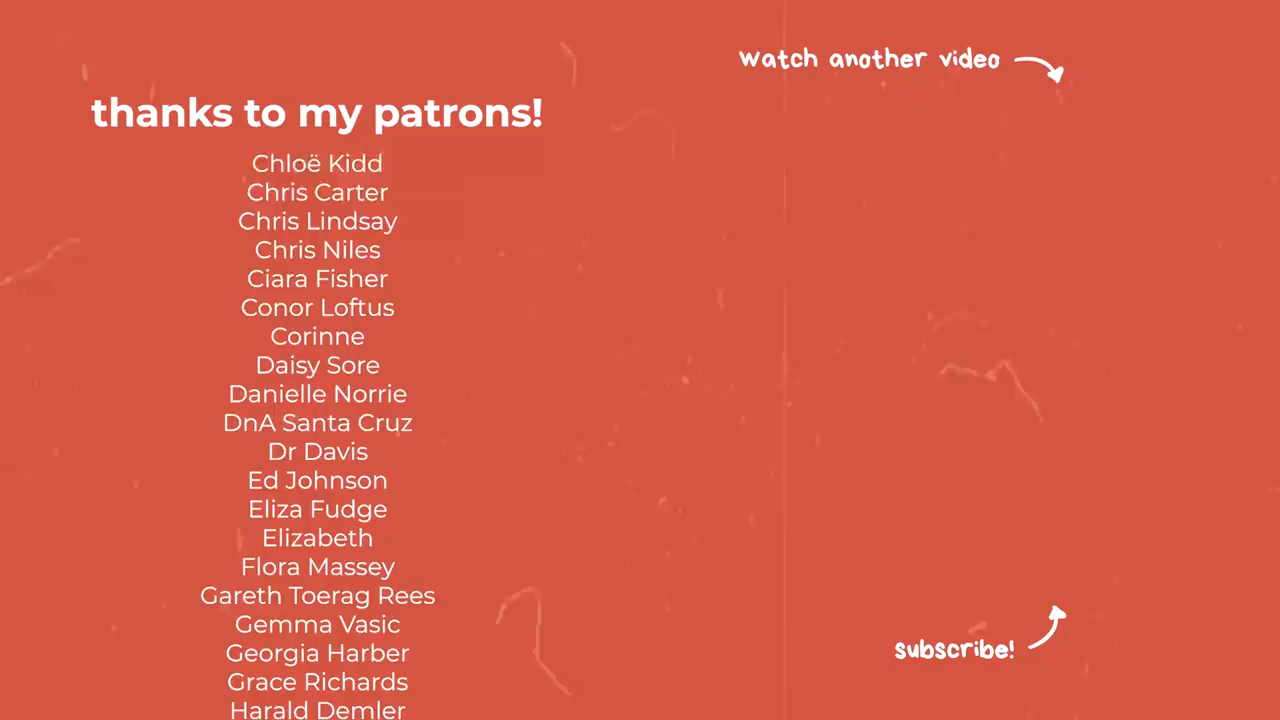 watch another video
thanks to my patrons!
Chloë Kidd
Chris Carter
Chris Lindsay
Chris Niles
Ciara Fisher
Conor Loftus
Corinne
Daisy Sore
Danielle Norrie
DnA Santa Cruz
Dr Davis
Ed Johnson
Eliza Fudge
Elizabeth
Flora Massey
Gareth Toerag Rees
Gemma Vasic
Georgia Harber
Grace Richards
Harald Demler
subscribe!